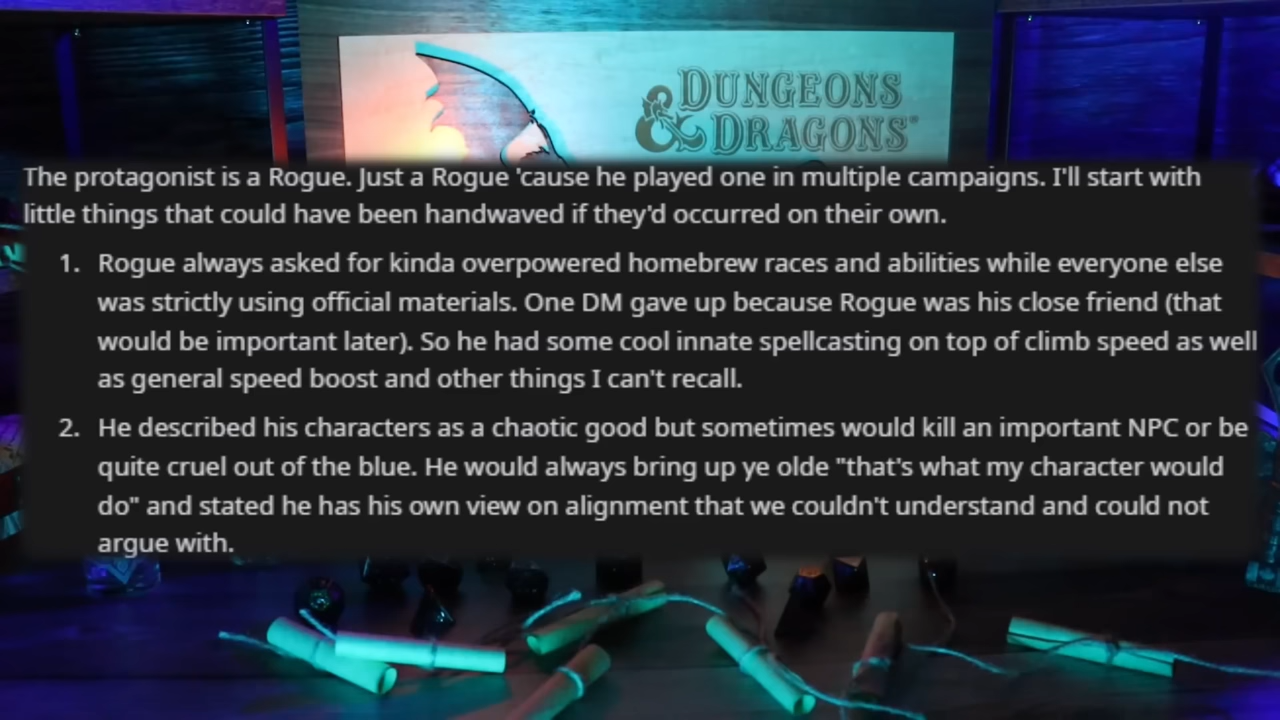 DUNGEONS
& DRAGONS®
The protagonist is a Rogue. Just a Rogue 'cause he played one in multiple campaigns. I'll start with
little things that could have been handwaved if they'd occurred on their own.
1. Rogue always asked for kinda overpowered homebrew races and abilities while everyone else
was strictly using official materials. One DM gave up because Rogue was his close friend (that
would be important later). So he had some cool innate spellcasting on top of climb speed as well
as general speed boost and other things I can't recall.
2. He described his characters as a chaotic good but sometimes would kill an important NPC or be
quite cruel out of the blue. He would always bring up ye olde "that's what my character would
do" and stated he has his own view on alignment that we couldn't understand and could not
argue with.